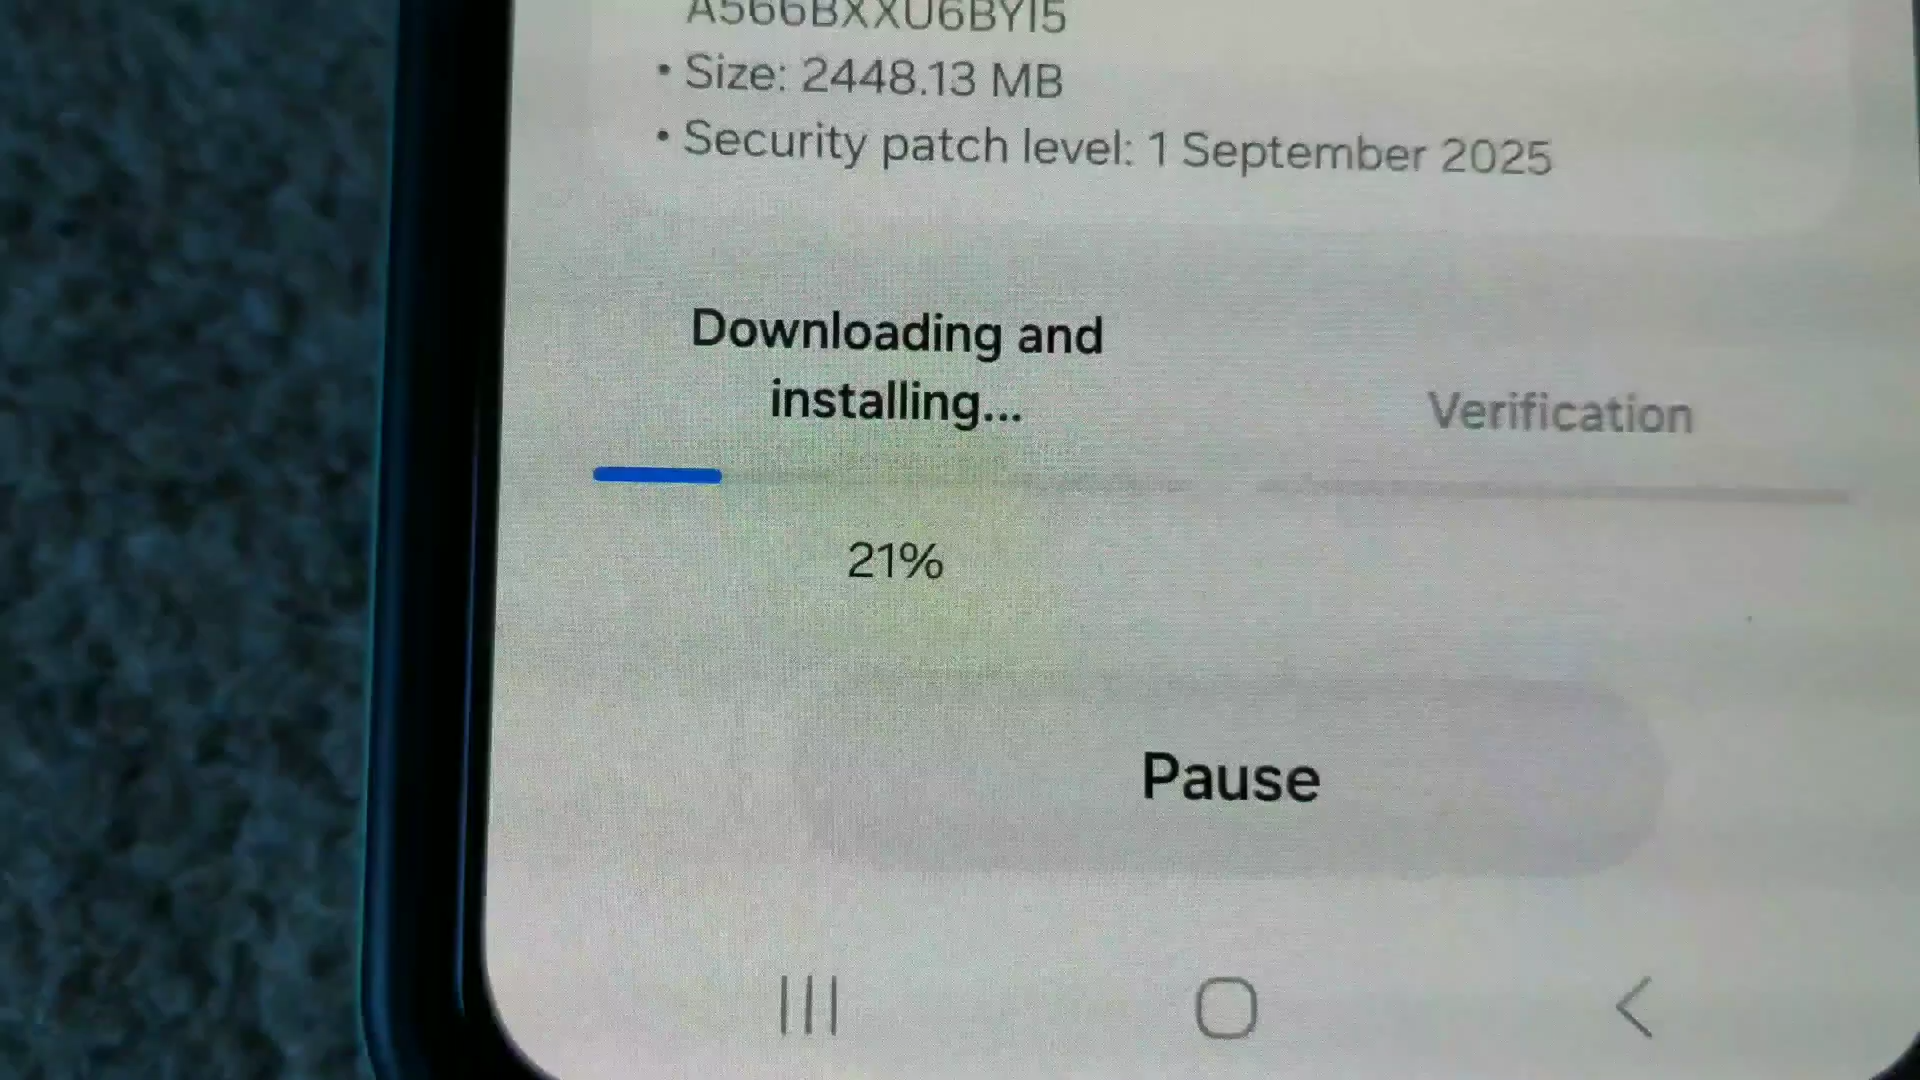 A566BXXU6BYI5
• Size: 2448.13 MB
• Security patch level: 1 September 2025
Downloading and
installing...
Verification
21%
Pause